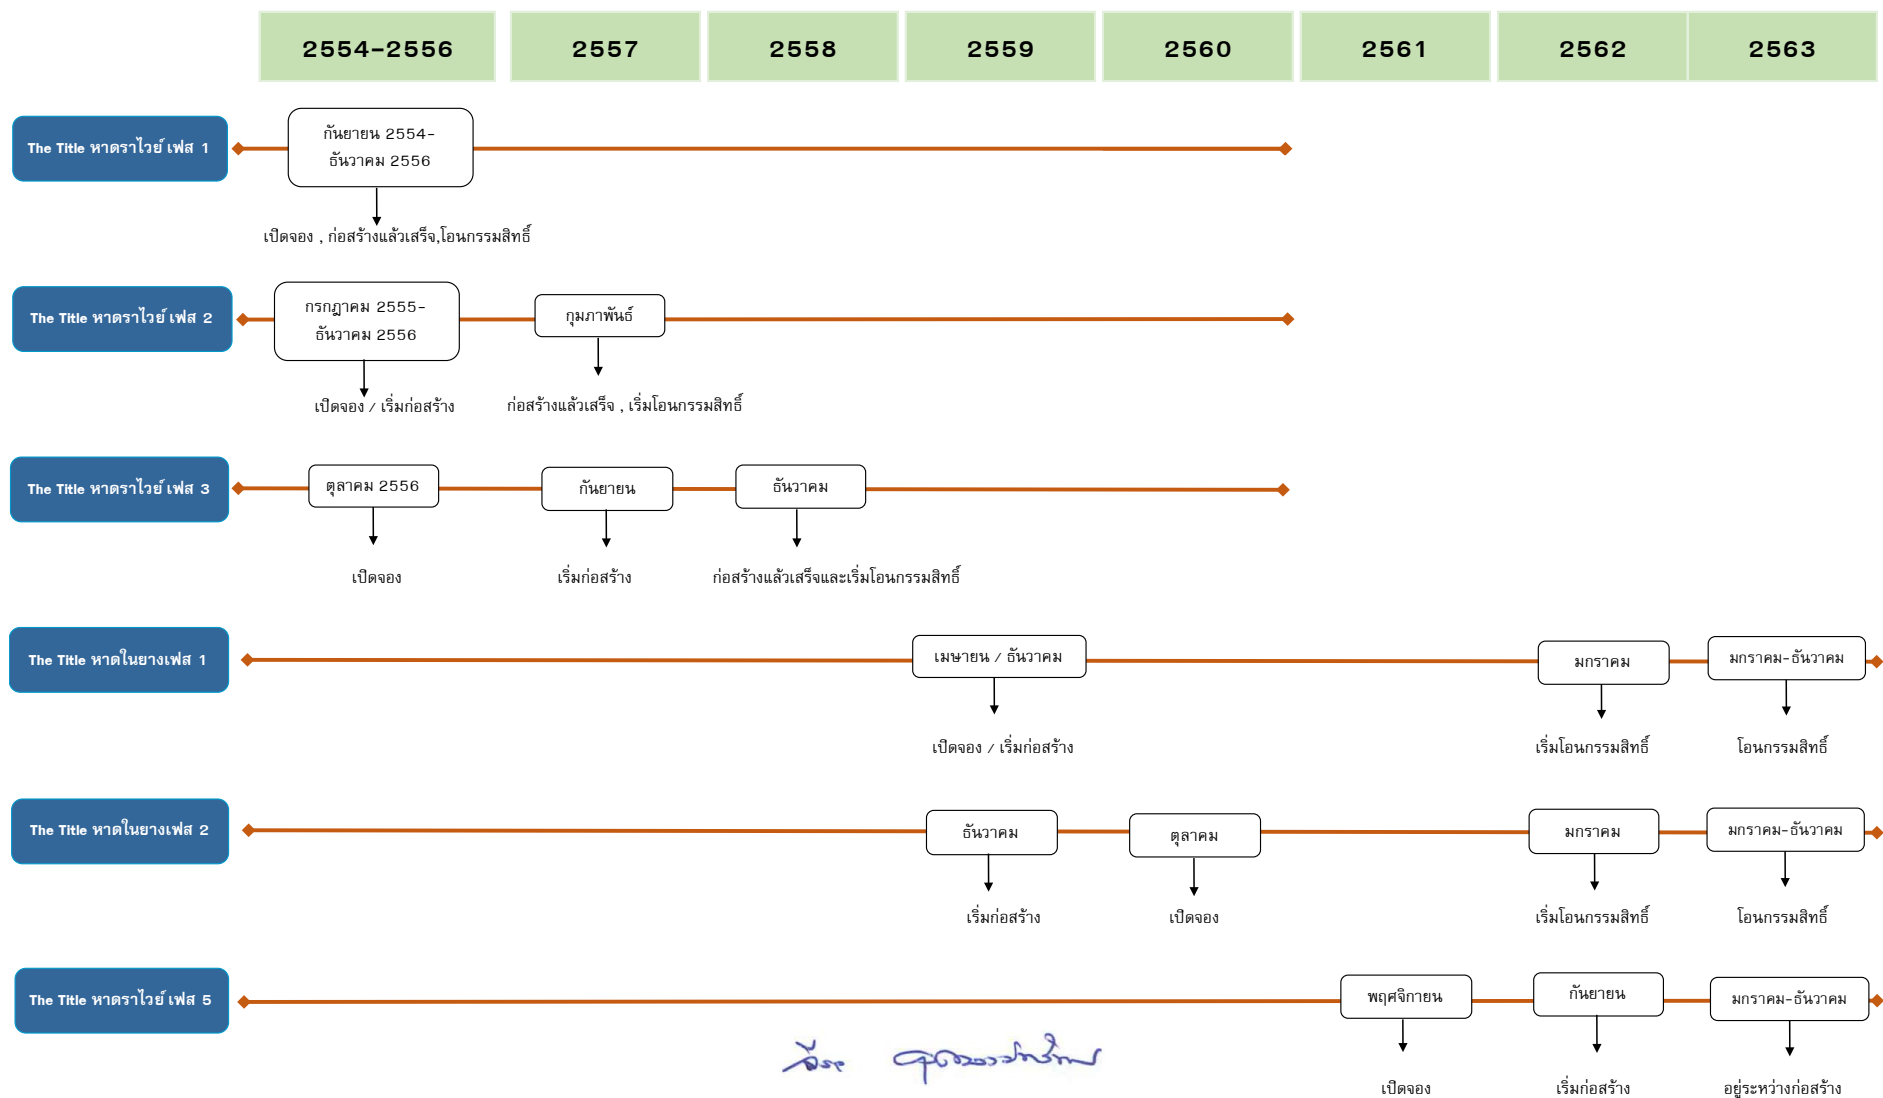 2554-2556 2557 2558 2559 2560 2561 2562 2563
The Title หาดราไวย์ เฟส 1
กันยายน 2554-
ธันวาคม 2556
เปิดจอง , ก่อสร้างแล้วเสร็จ,โอนกรรมสิทธิ์
The Title หาดราไวย์ เฟส 2
กรกฎาคม 2555-
ธันวาคม 2556
กุมภาพันธ์
เปิดจอง / เริ่มก่อสร้าง
ก่อสร้างแล้วเสร็จ , เริ่มโอนกรรมสิทธิ์
The Title หาดราไวย์ เฟส 3
ตุลาคม 2556
กันยายน
ธันวาคม
เปิดจอง
เริ่มก่อสร้าง
ก่อสร้างแล้วเสร็จและเริ่มโอนกรรมสิทธิ์
The Title หาดในยางเฟส 1
เมษายน / ธันวาคม
มกราคม
มกราคม-ธันวาคม
เปิดจอง / เริ่มก่อสร้าง
เริ่มโอนกรรมสิทธิ์
โอนกรรมสิทธิ์
The Title หาดในยางเฟส 2
ธันวาคม
ตุลาคม
มกราคม
มกราคม-ธันวาคม
เริ่มก่อสร้าง
เปิดจอง
เริ่มโอนกรรมสิทธิ์
โอนกรรมสิทธิ์
The Title หาดราไวย์ เฟส 5
พฤศจิกายน
กันยายน
มกราคม-ธันวาคม
เปิดจอง
เริ่มก่อสร้าง
อยู่ระหว่างก่อสร้าง